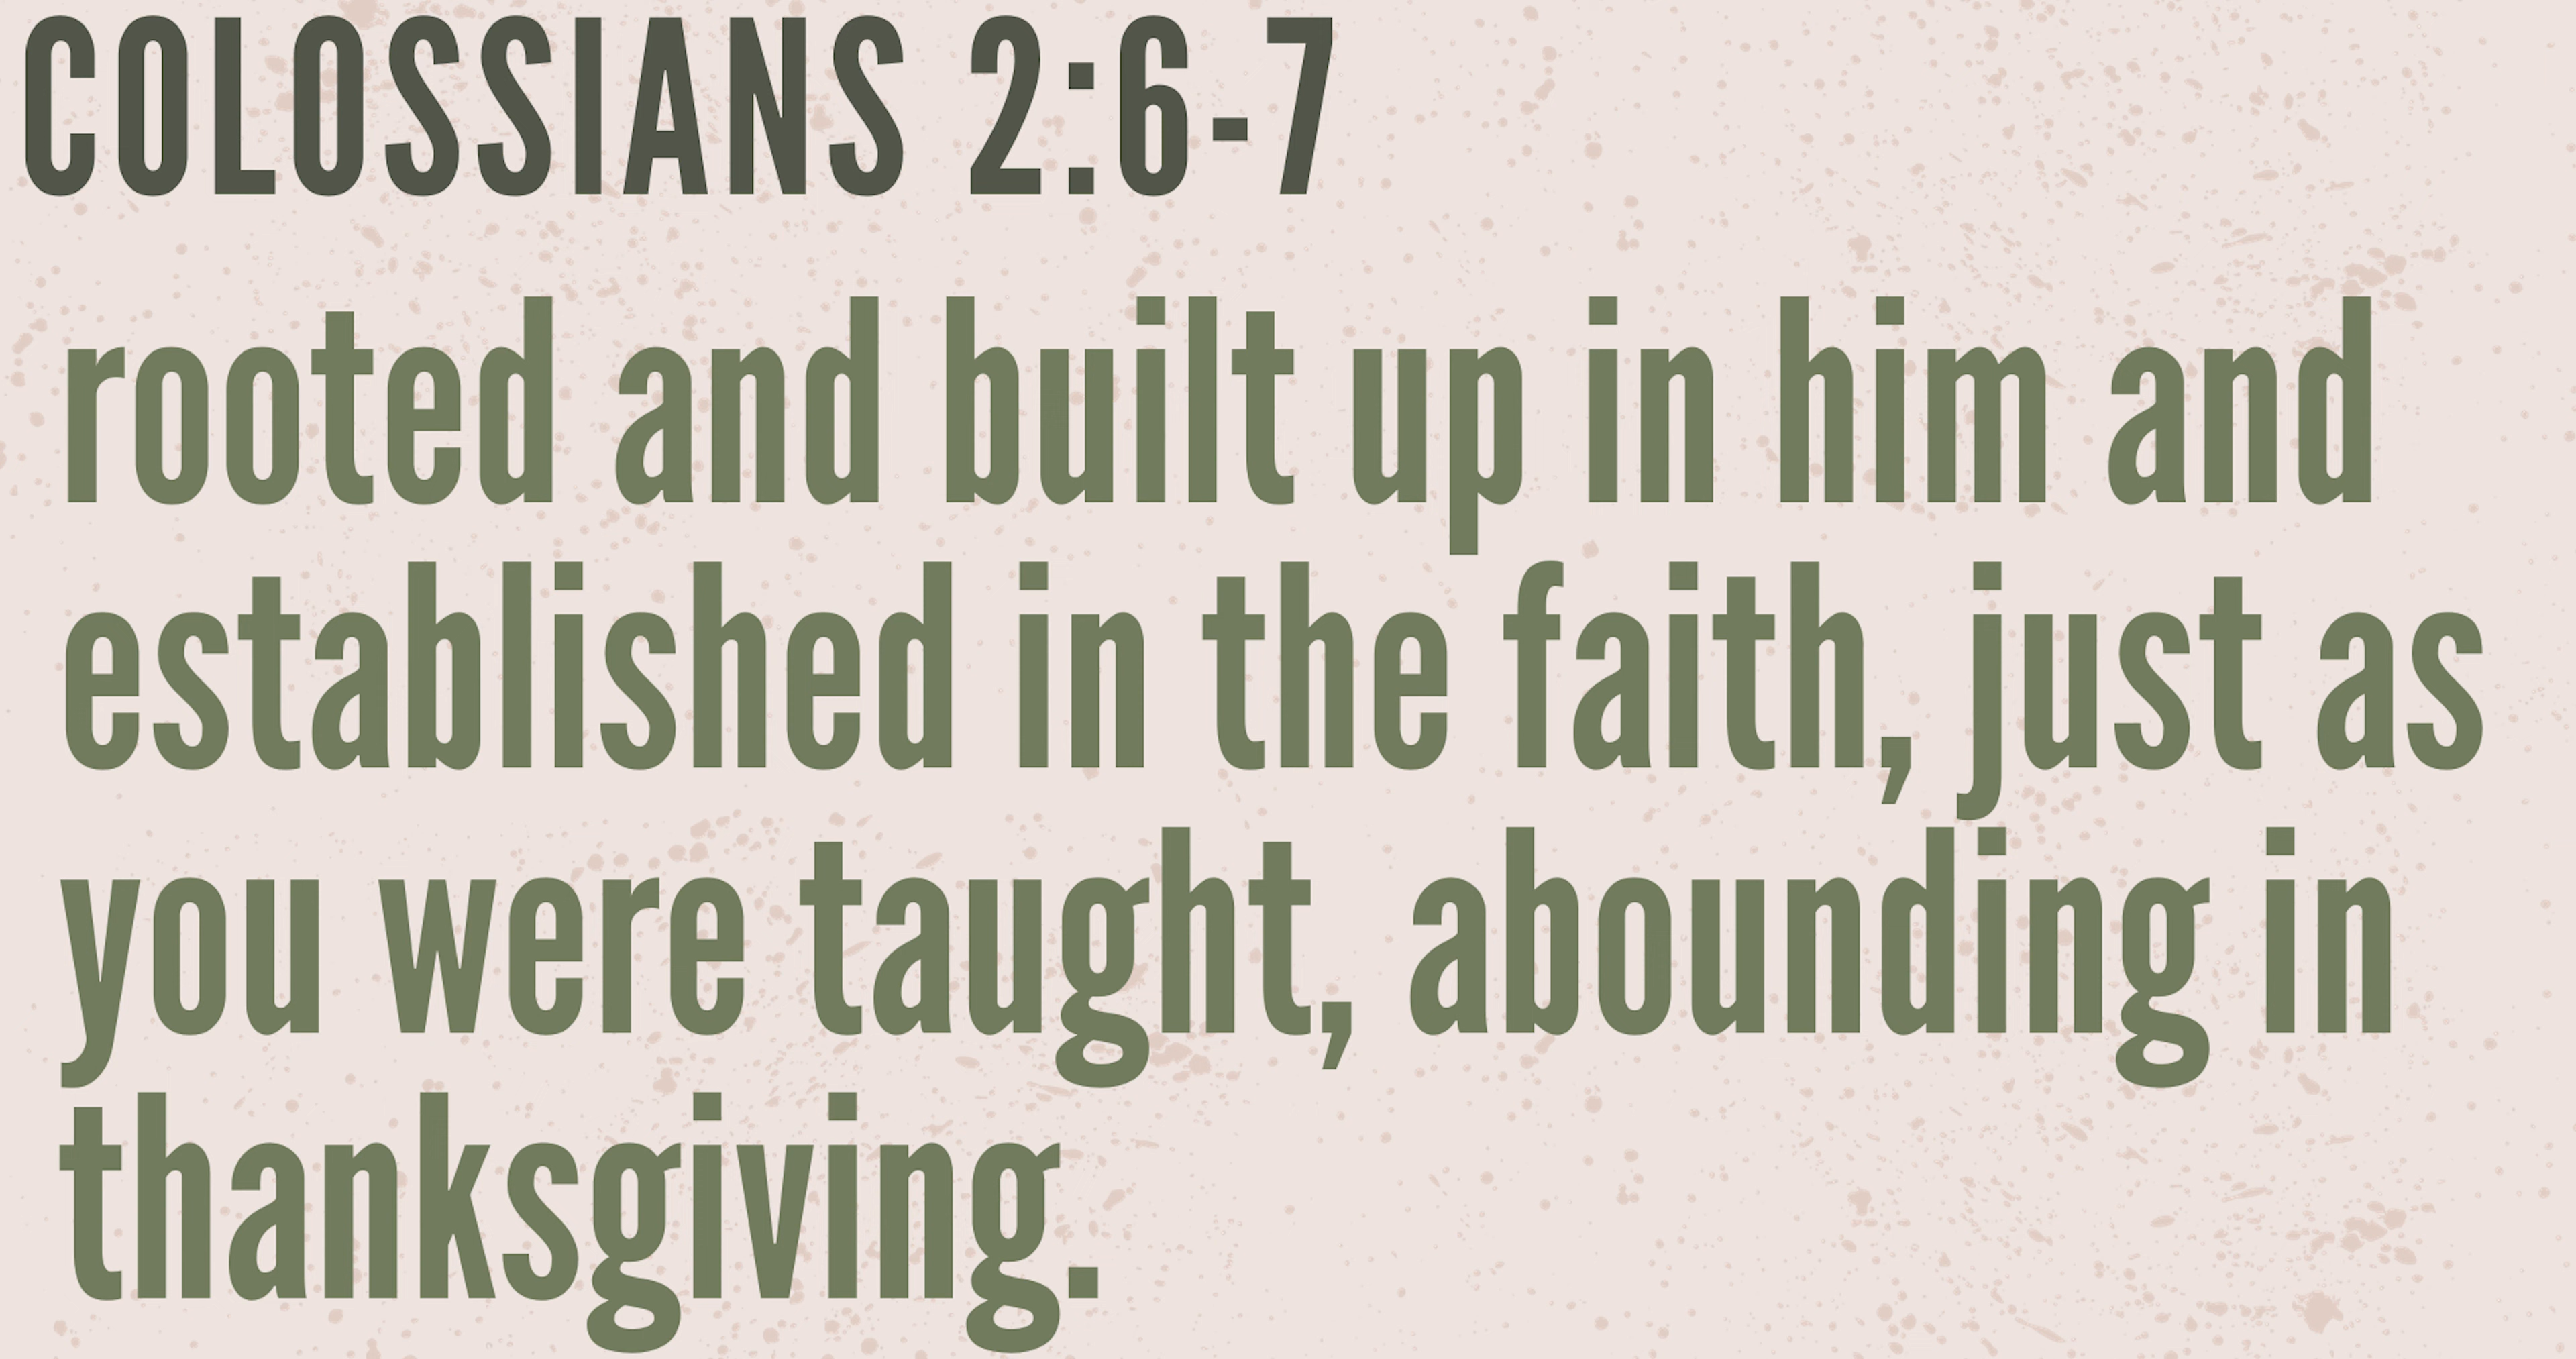 COLOSSIANS 2:6-7
rooted and built up in him and
established in the faith, just as
you were taught, abounding in
thanksgiving.